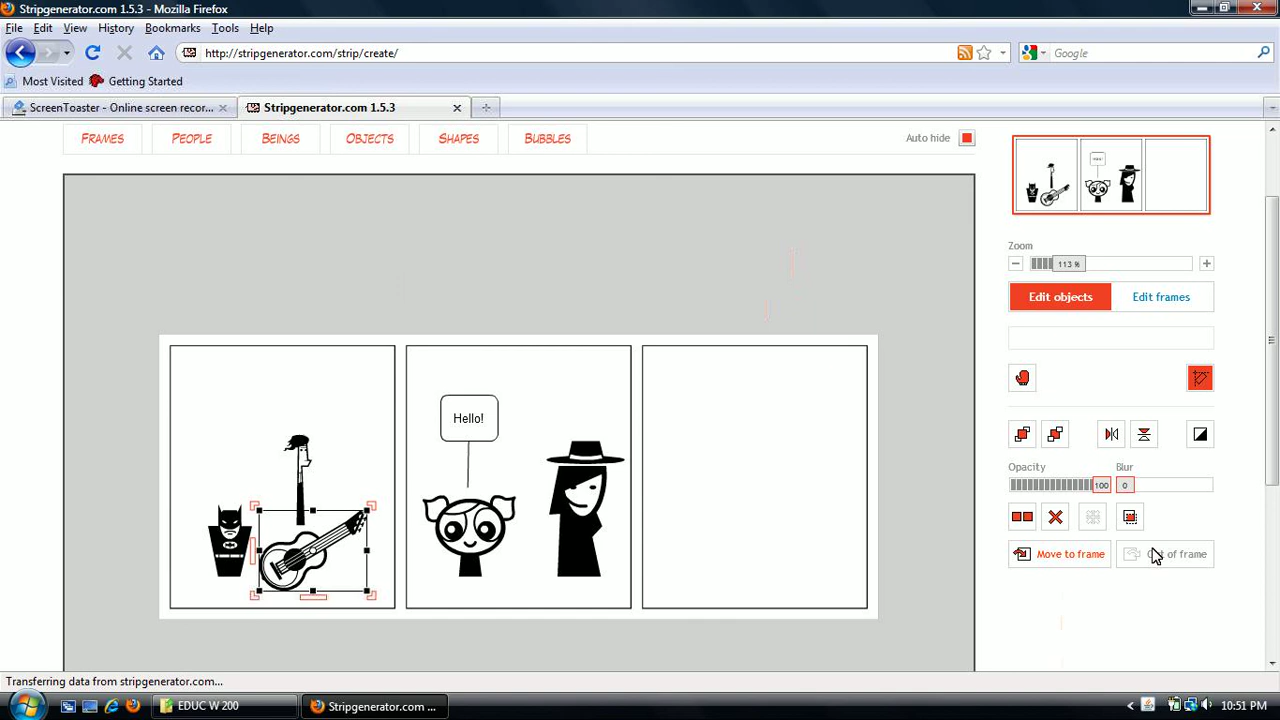 Stripgenerator.com 1.5.3 - Mozilla Firefox
File Edit View History Bookmarks Tools Help
http://stripgenerator.com/strip/create/
Google
Most Visited Getting Started
ScreenToaster - Online screen recor...
Stripgenerator.com 1.5.3
FRAMES PEOPLE BEINGS OBJECTS SHAPES BUBBLES
Auto hide
Zoom
113 %
Edit objects Edit frames
Hello!
Opacity Blur
100 0
Move to frame
of frame
Transferring data from stripgenerator.com...
EDUC W 200
Stripgenerator.com ...
10:51 PM